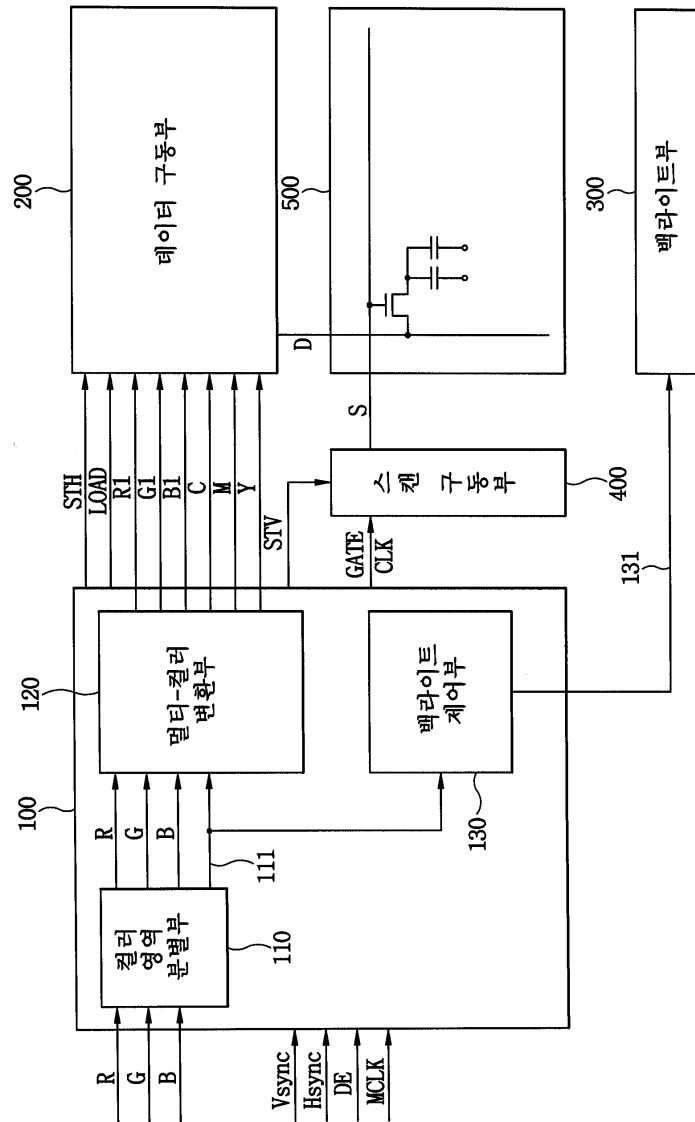 100
R
G
B
Vsync
Hsync
DE
MCLK
컬러
영역
분별부
110
R
G
B
111
120
멀티-컬러
변환부
백라이트
제어부
130
STH
LOAD
R1
G1
B1
C
M
Y
STV
GATE
CLK
131
200
데이터 구동부
D
스캔
구동부
400
S
500
300
백라이트부